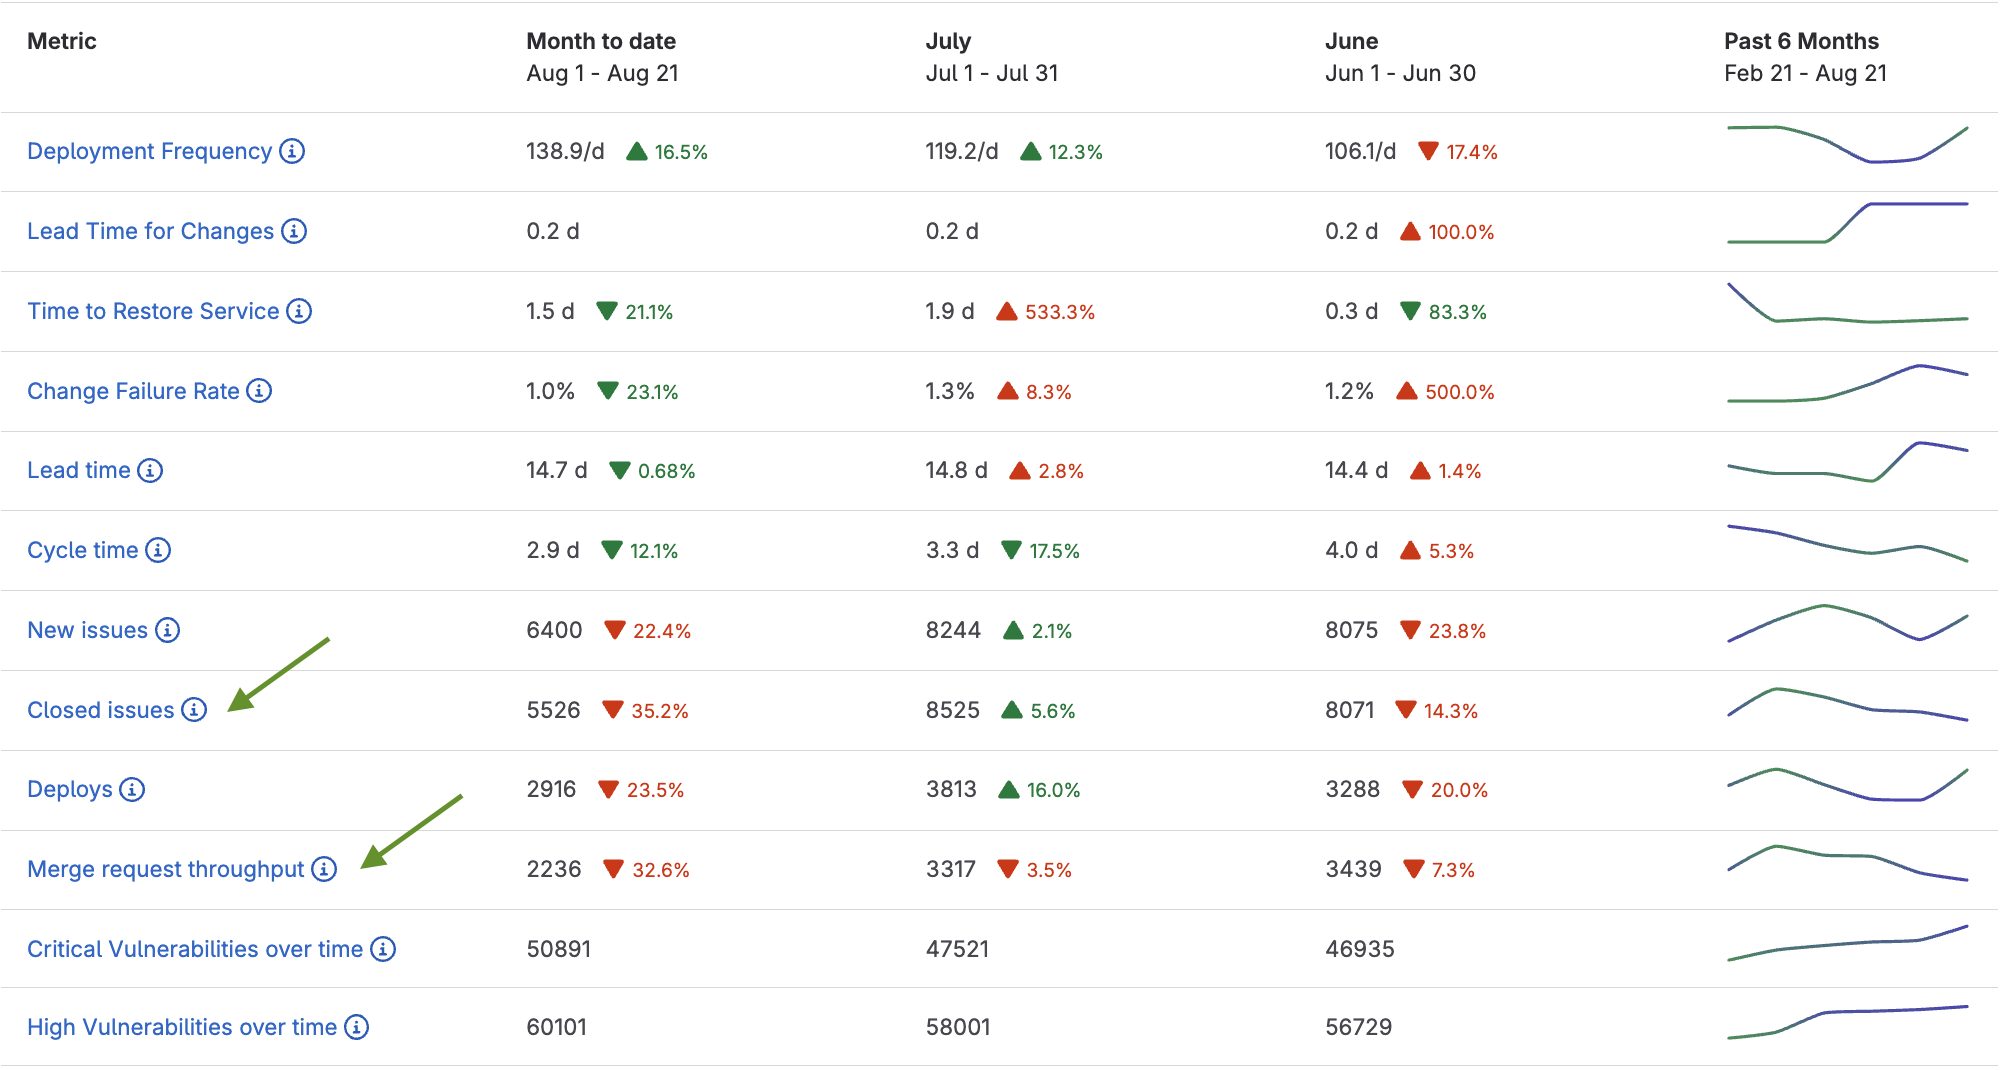 Metric Month to date July June Past 6 Months
Aug 1 - Aug 21 Jul 1 - Jul 31 Jun 1 - Jun 30 Feb 21 - Aug 21
Deployment Frequency 138.9/d 16.5% 119.2/d 12.3% 106.1/d 17.4%
Lead Time for Changes 0.2 d 0.2 d 0.2 d 100.0%
Time to Restore Service 1.5 d 21.1% 1.9 d 533.3% 0.3 d 83.3%
Change Failure Rate 1.0% 23.1% 1.3% 8.3% 1.2% 500.0%
Lead time 14.7 d 0.68% 14.8 d 2.8% 14.4 d 1.4%
Cycle time 2.9 d 12.1% 3.3 d 17.5% 4.0 d 5.3%
New issues 6400 22.4% 8244 2.1% 8075 23.8%
Closed issues 5526 35.2% 8525 5.6% 8071 14.3%
Deploys 2916 23.5% 3813 16.0% 3288 20.0%
Merge request throughput 2236 32.6% 3317 3.5% 3439 7.3%
Critical Vulnerabilities over time 50891 47521 46935
High Vulnerabilities over time 60101 58001 56729